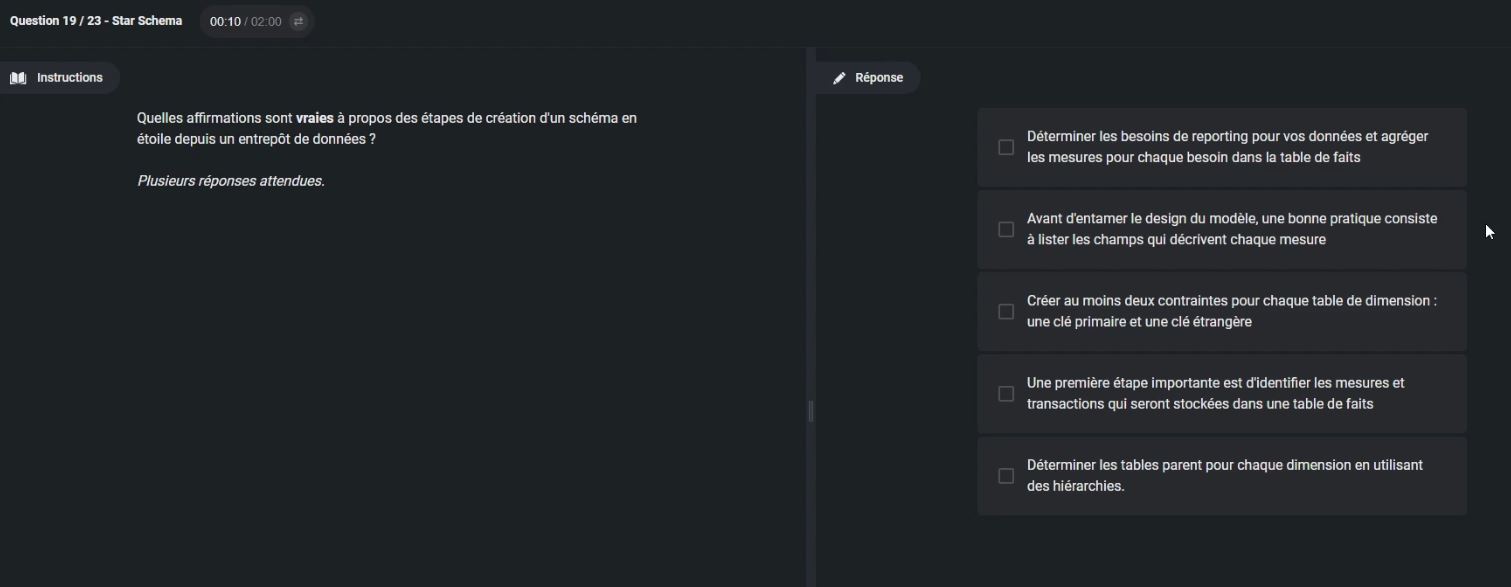 Question 19 / 23 - Star Schema
00:10 / 02:00
Instructions
Quelles affirmations sont vraies à propos des étapes de création d'un schéma en
étoile depuis un entrepôt de données ?
Plusieurs réponses attendues.
Réponse
Déterminer les besoins de reporting pour vos données et agréger
les mesures pour chaque besoin dans la table de faits
Avant d'entamer le design du modèle, une bonne pratique consiste
à lister les champs qui décrivent chaque mesure
Créer au moins deux contraintes pour chaque table de dimension :
une clé primaire et une clé étrangère
Une première étape importante est d'identifier les mesures et
transactions qui seront stockées dans une table de faits
Déterminer les tables parent pour chaque dimension en utilisant
des hiérarchies.